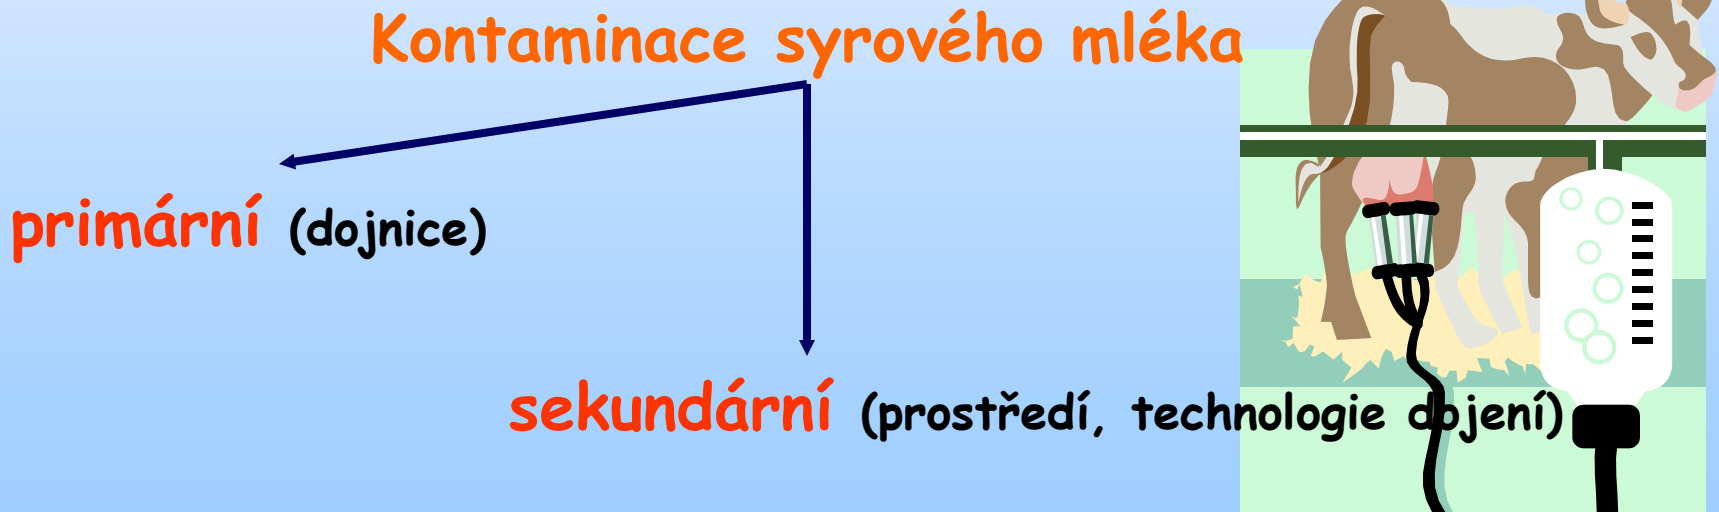 Kontaminace syrového mléka
primární (dojnice)
sekundární (prostředí, technologie dojení)